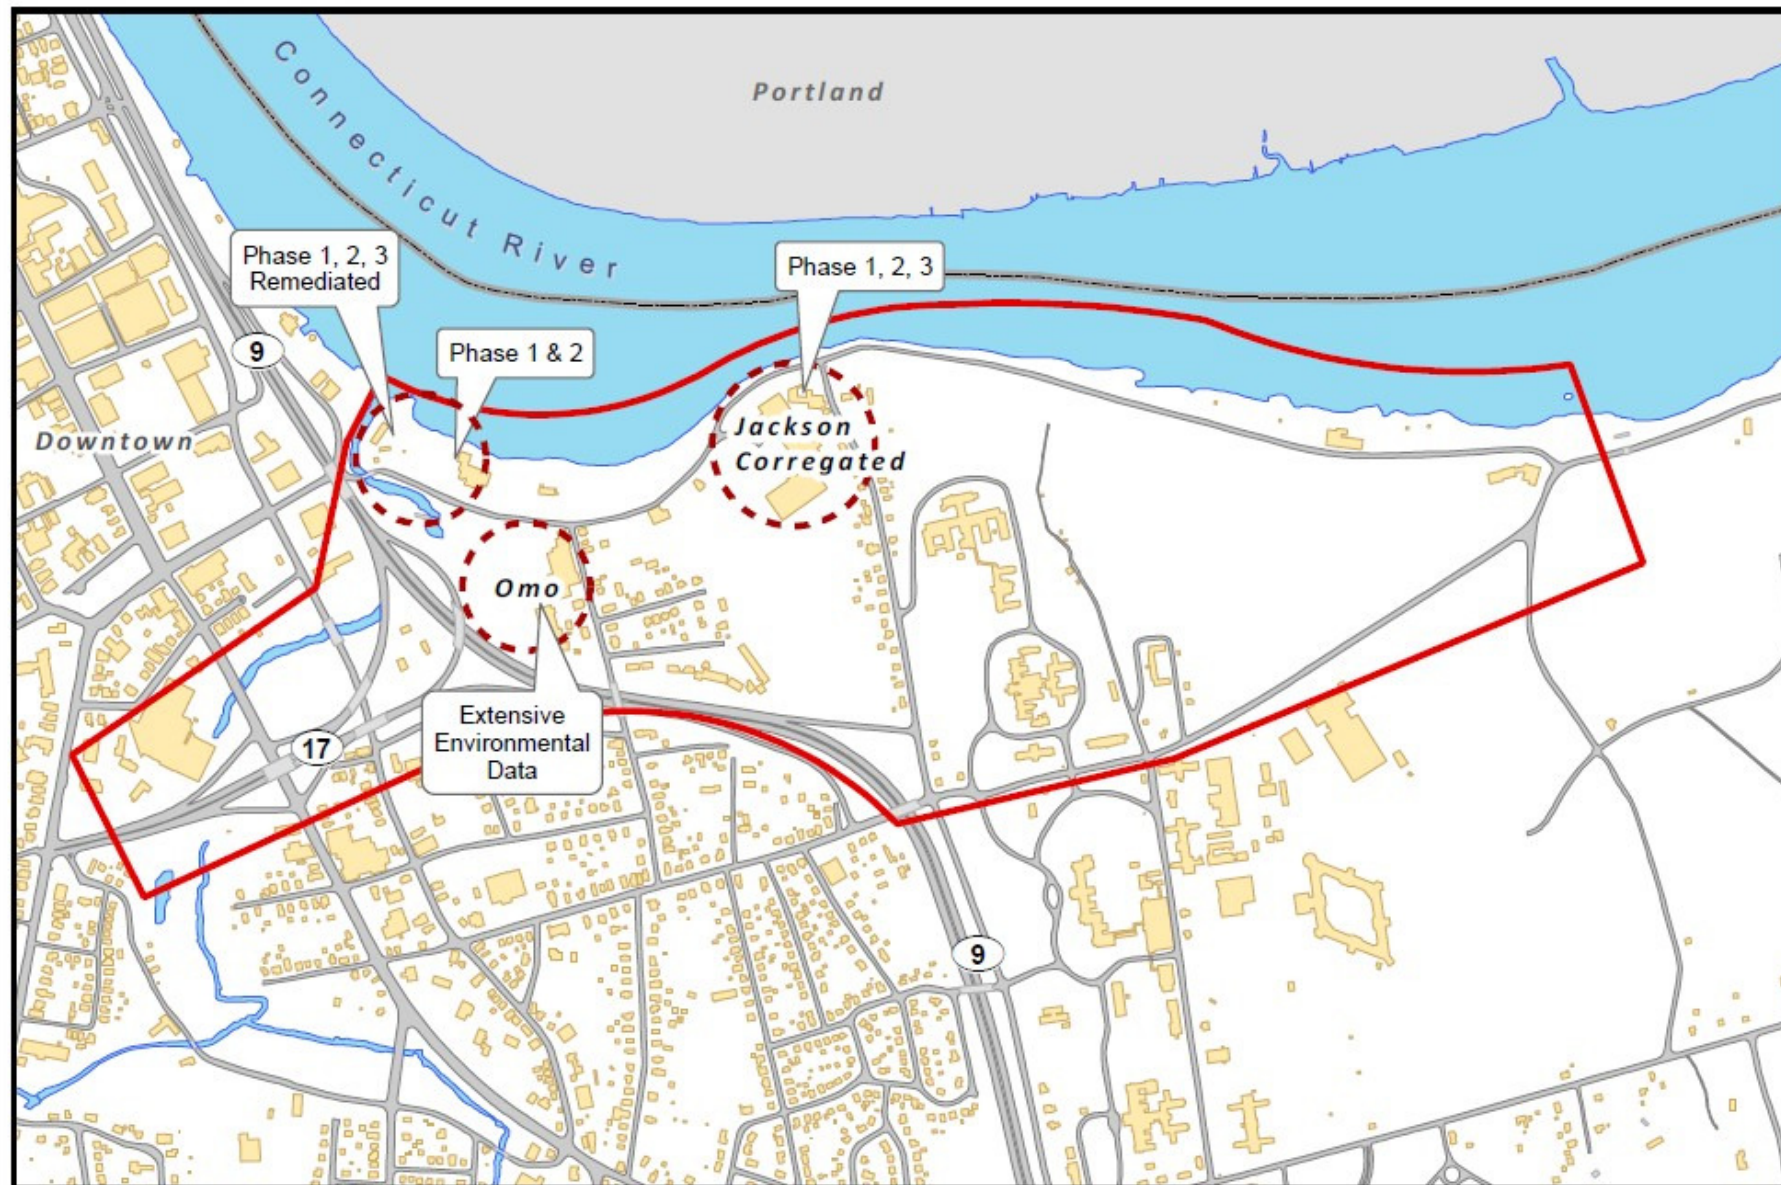 Portland
Connecticut River
Phase 1, 2, 3
Remediated
Phase 1, 2, 3
Phase 1 & 2
9
Downtown
Jackson
Corregated
Omo
Extensive
Environmental
Data
17
9